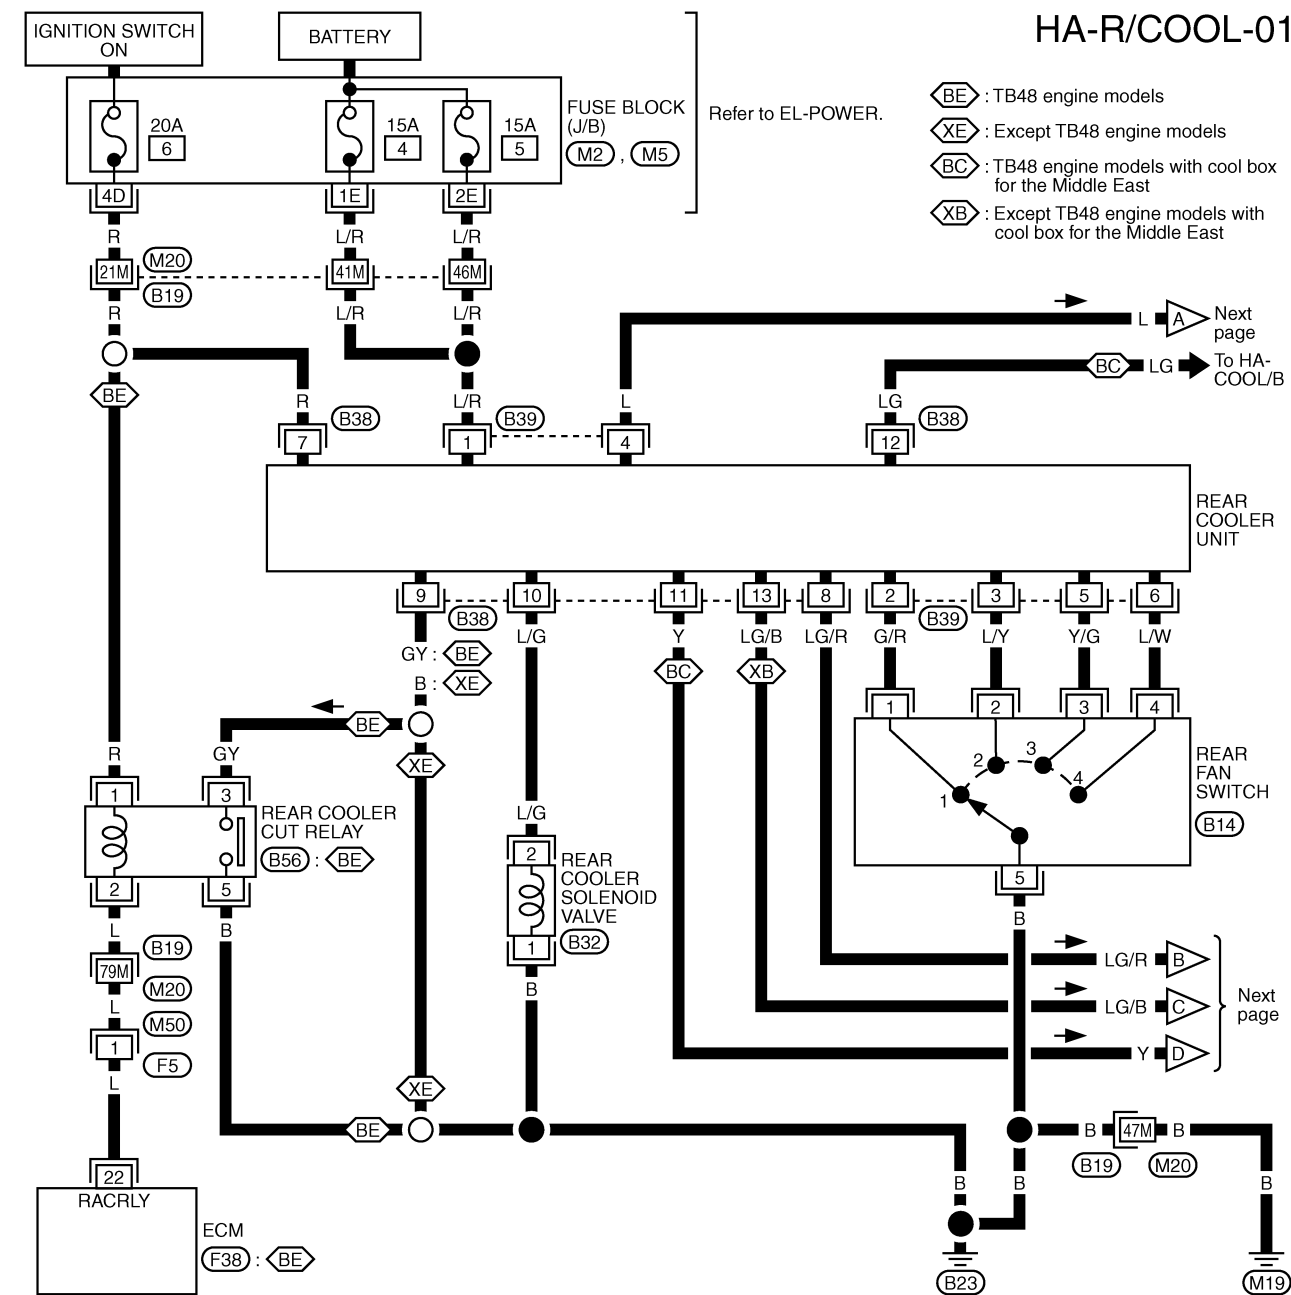 HA-R/COOL-01
IGNITION SWITCH
ON
BATTERY
BE : TB48 engine models
XE : Except TB48 engine models
BC : TB48 engine models with cool box
for the Middle East
XB : Except TB48 engine models with
cool box for the Middle East
20A
6
15A
4
15A
5
FUSE BLOCK
(J/B)
M2 , M5
Refer to EL-POWER.
4D
1E
2E
R
L/R
L/R
21M
M20
B19
41M
46M
R
L/R
L/R
L
A
Next
page
BC
LG
To HA-
COOL/B
BE
R
L/R
L
LG
7
B38
1
B39
4
12
B38
REAR
COOLER
UNIT
9
10
11
13
8
2
3
5
6
B38
B39
GY : BE
B : XE
L/G
Y
LG/B
LG/R
G/R
L/Y
Y/G
L/W
BC
XB
1
2
3
4
BE
XE
R
GY
1
2
3
4
REAR
FAN
SWITCH
B14
1
3
REAR COOLER
CUT RELAY
B56 : BE
2
5
L/G
2
REAR
COOLER
SOLENOID
VALVE
B32
1
5
B
L
B
B
B19
79M
M20
L
M50
1
F5
L
LG/R
B
LG/B
C
Y
D
Next
page
XE
BE
B
47M
B
B19
M20
B
B
B
22
RACRLY
ECM
F38 : BE
B23
M19